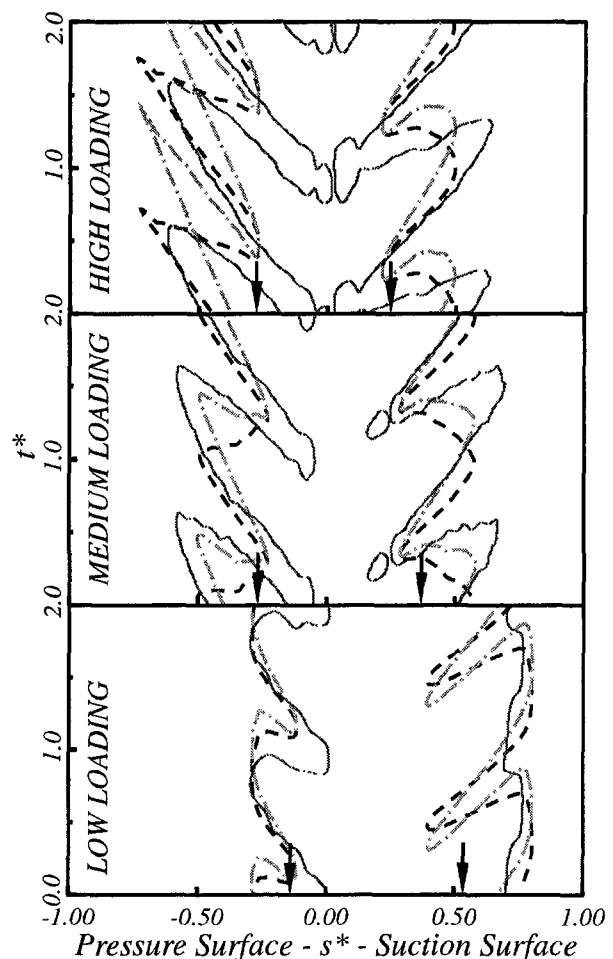 2.0
HIGH LOADING
1.0
2.0
MEDIUM LOADING
1.0
t*
2.0
LOW LOADING
1.0
0.0
-1.00 -0.50 0.00 0.50 1.00
Pressure Surface - s* - Suction Surface